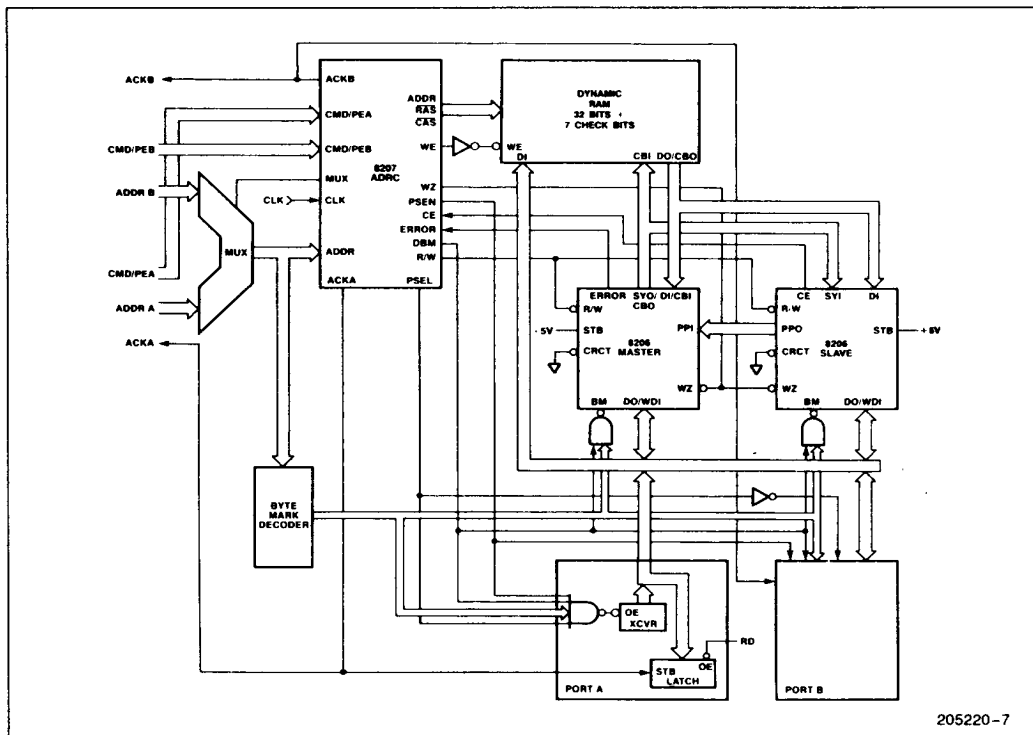 ACKB
CMD/PEA
CMD/PEB
ADDR B
CMD/PEA
ADDR A
ACKA
MUX
CLK
ACKB
CMD/PEA
CMD/PEB
MUX
CLK
ADDR
ACKA
8207
ADRC
ADDR
RAS
CAS
WE
WZ
PSEN
CE
ERROR
DBM
R/W
PSEL
DYNAMIC
RAM
32 BITS +
7 CHECK BITS
WE
DI
CBI
DO/CBO
ERROR
SYO/
CBO
DI/CBI
R/W
5V
STB
CRCT
PPI
8206
MASTER
WZ
BM
DO/WDI
CE
SYI
DI
R/W
PPO
STB
CRCT
8206
SLAVE
WZ
BM
DO/WDI
BYTE
MARK
DECODER
OE
XCVR
RD
OE
STB
LATCH
PORT A
PORT B
205220-7